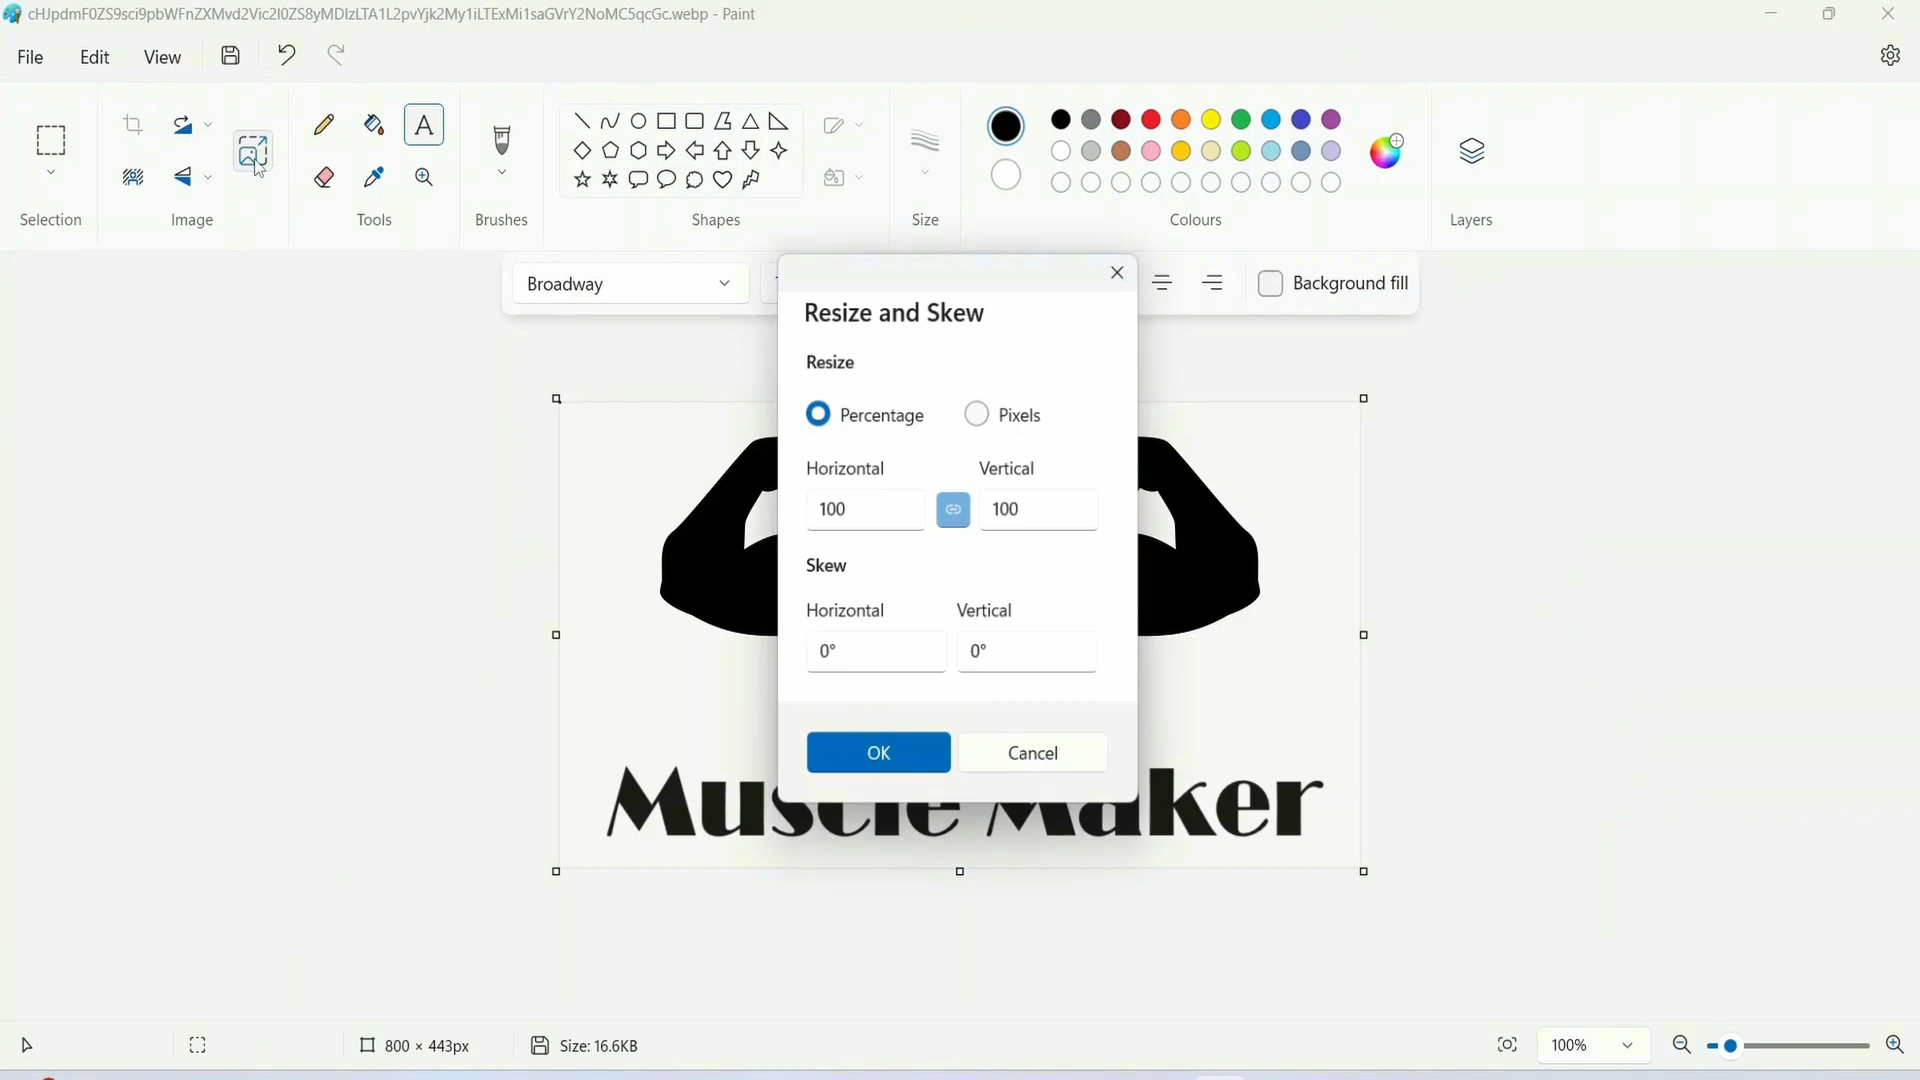 cHJpdmF0ZS9sci9pbWFnZXMvd2Vic2l0ZS8yMDIzLTA1L2pvYjk2My1iLTExMi1saGVrY2NoMC5qcGc.webp - Paint
File Edit View
Selection Image Tools Brushes Shapes Size Colours Layers
Broadway Background fill
Resize and Skew
Resize
Percentage Pixels
Horizontal Vertical
100 100
Skew
Horizontal Vertical
0° 0°
OK Cancel
Muscle Maker
800 × 443px Size: 16.6KB 100%